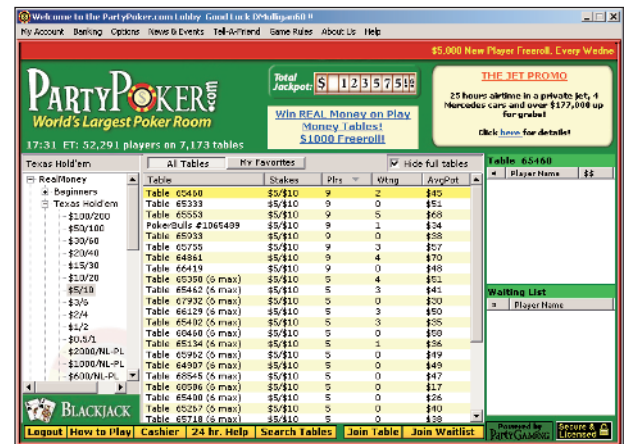 Welcome to the PartyPoker.com Lobby Good Luck DMulligan60 !!
My Account Banking Options News & Events Tell-A-Friend Game Rules About Us Help
$5,000 New Player Freeroll. Every Wedne
PARTYPOKER.com
World's Largest Poker Room
17:31 ET: 52,291 players on 7,173 tables
Total Jackpot: $ 123575
Win REAL Money on Play
Money Tables!
$1000 Freeroll!
THE JET PROMO
25 hours airtime in a private jet, 4
Mercedes cars and over $177,000 up
for grabs!
Click here for details!
Texas Hold'em
All Tables My Favorites Hide full tables
RealMoney
Beginners
Texas Hold'em
$100/200
$50/100
$30/60
$20/40
$15/30
$10/20
$5/10
$3/6
$2/4
$1/2
$0.5/1
$2000/NL-PL
$1000/NL-PL
$600/NL-PL
Table Stakes Plrs Wtng AvgPot
Table 65460 $5/$10 9 2 $45
Table 65333 $5/$10 9 0 $51
Table 65553 $5/$10 9 5 $68
PokerBulls #1065409 $5/$10 9 1 $34
Table 65933 $5/$10 9 0 $38
Table 65755 $5/$10 9 3 $57
Table 64861 $5/$10 9 4 $70
Table 66419 $5/$10 9 0 $48
Table 65350 (6 max) $5/$10 5 4 $51
Table 65462 (6 max) $5/$10 5 3 $41
Table 67932 (6 max) $5/$10 5 0 $30
Table 66129 (6 max) $5/$10 5 3 $50
Table 65402 (6 max) $5/$10 5 3 $35
Table 68460 (6 max) $5/$10 5 0 $58
Table 65134 (6 max) $5/$10 5 1 $36
Table 65962 (6 max) $5/$10 5 0 $49
Table 64907 (6 max) $5/$10 5 0 $49
Table 68545 (6 max) $5/$10 5 0 $47
Table 68506 (6 max) $5/$10 5 0 $17
Table 65400 (6 max) $5/$10 5 0 $26
Table 65267 (6 max) $5/$10 5 0 $40
Table 65718 (6 max) $5/$10 5 0 $38
Table 65460
Player Name $$
Waiting List
Player Name
BLACKJACK
Logout How to Play Cashier 24 hr. Help Search Tables Join Table Join Waitlist
Powered by
PARTYGAMING
Secure &
Licensed